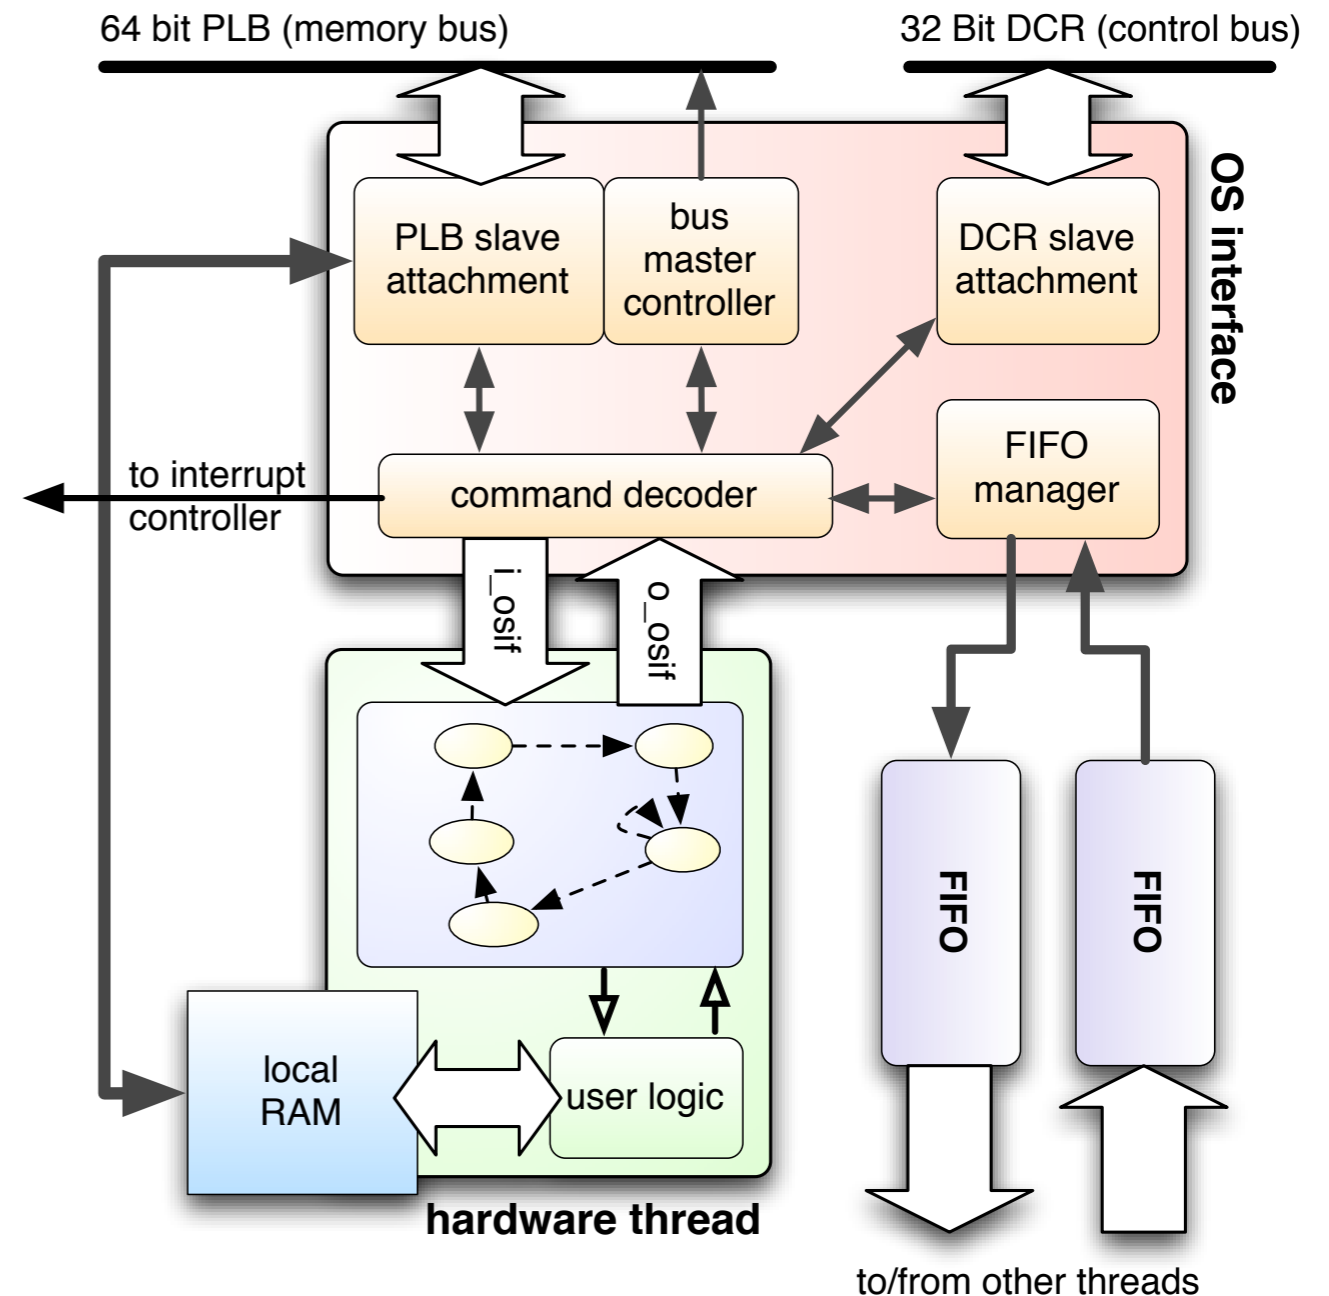 64 bit PLB (memory bus)
32 Bit DCR (control bus)
OS interface
PLB slave
attachment
bus
master
controller
DCR slave
attachment
to interrupt
controller
command decoder
FIFO
manager
i_osif
o_osif
FIFO
FIFO
local
RAM
user logic
hardware thread
to/from other threads